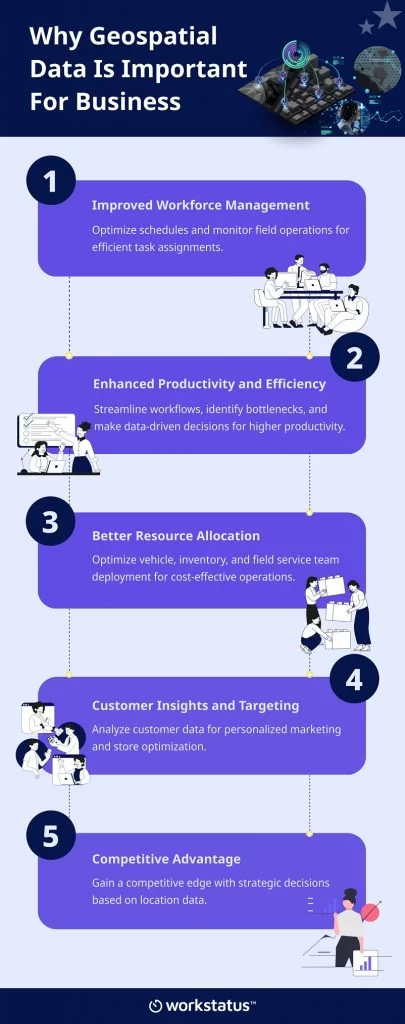 Why Geospatial
Data Is Important
For Business
1
Improved Workforce Management
Optimize schedules and monitor field operations for
efficient task assignments.
2
Enhanced Productivity and Efficiency
Streamline workflows, identify bottlenecks, and
make data-driven decisions for higher productivity.
3
Better Resource Allocation
Optimize vehicle, inventory, and field service team
deployment for cost-effective operations.
4
Customer Insights and Targeting
Analyze customer data for personalized marketing
and store optimization.
5
Competitive Advantage
Gain a competitive edge with strategic decisions
based on location data.
workstatus™